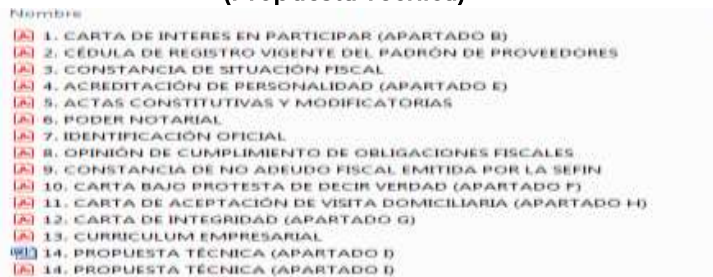 (Propuesta Técnica)
Nombre
1. CARTA DE INTERES EN PARTICIPAR (APARTADO B)
2. CÉDULA DE REGISTRO VIGENTE DEL PADRÓN DE PROVEEDORES
3. CONSTANCIA DE SITUACIÓN FISCAL
4. ACREDITACIÓN DE PERSONALIDAD (APARTADO E)
5. ACTAS CONSTITUTIVAS Y MODIFICATORIAS
6. PODER NOTARIAL
7. IDENTIFICACIÓN OFICIAL
8. OPINIÓN DE CUMPLIMIENTO DE OBLIGACIONES FISCALES
9. CONSTANCIA DE NO ADEUDO FISCAL EMITIDA POR LA SEFIN
10. CARTA BAJO PROTESTA DE DECIR VERDAD (APARTADO F)
11. CARTA DE ACEPTACIÓN DE VISITA DOMICILIARIA (APARTADO H)
12. CARTA DE INTEGRIDAD (APARTADO G)
13. CURRICULUM EMPRESARIAL
14. PROPUESTA TÉCNICA (APARTADO I)
14. PROPUESTA TÉCNICA (APARTADO I)